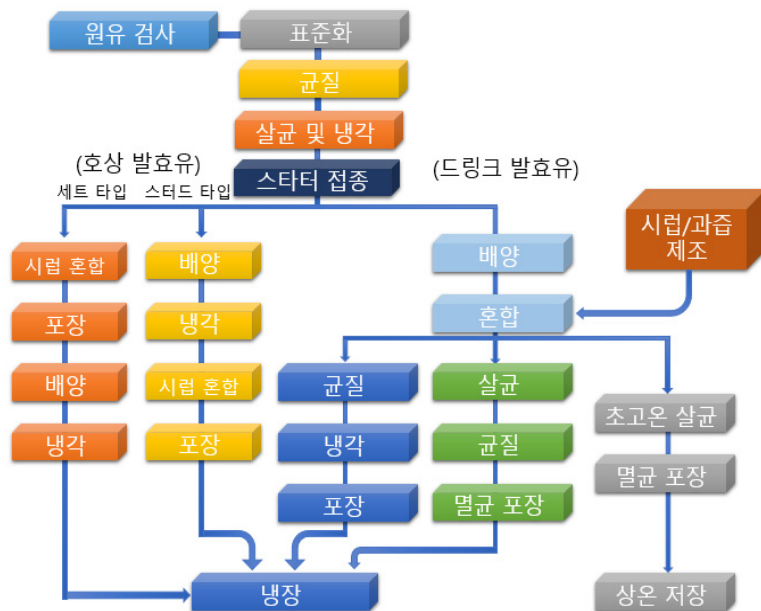 원유 검사
표준화
균질
살균 및 냉각
스타터 접종
(호상 발효유)
(드링크 발효유)
세트 타입
스터드 타입
시럽 혼합
포장
배양
냉각
배양
냉각
시럽 혼합
포장
배양
혼합
시럽/과즙
제조
균질
냉각
포장
살균
균질
멸균 포장
초고온 살균
멸균 포장
상온 저장
냉장